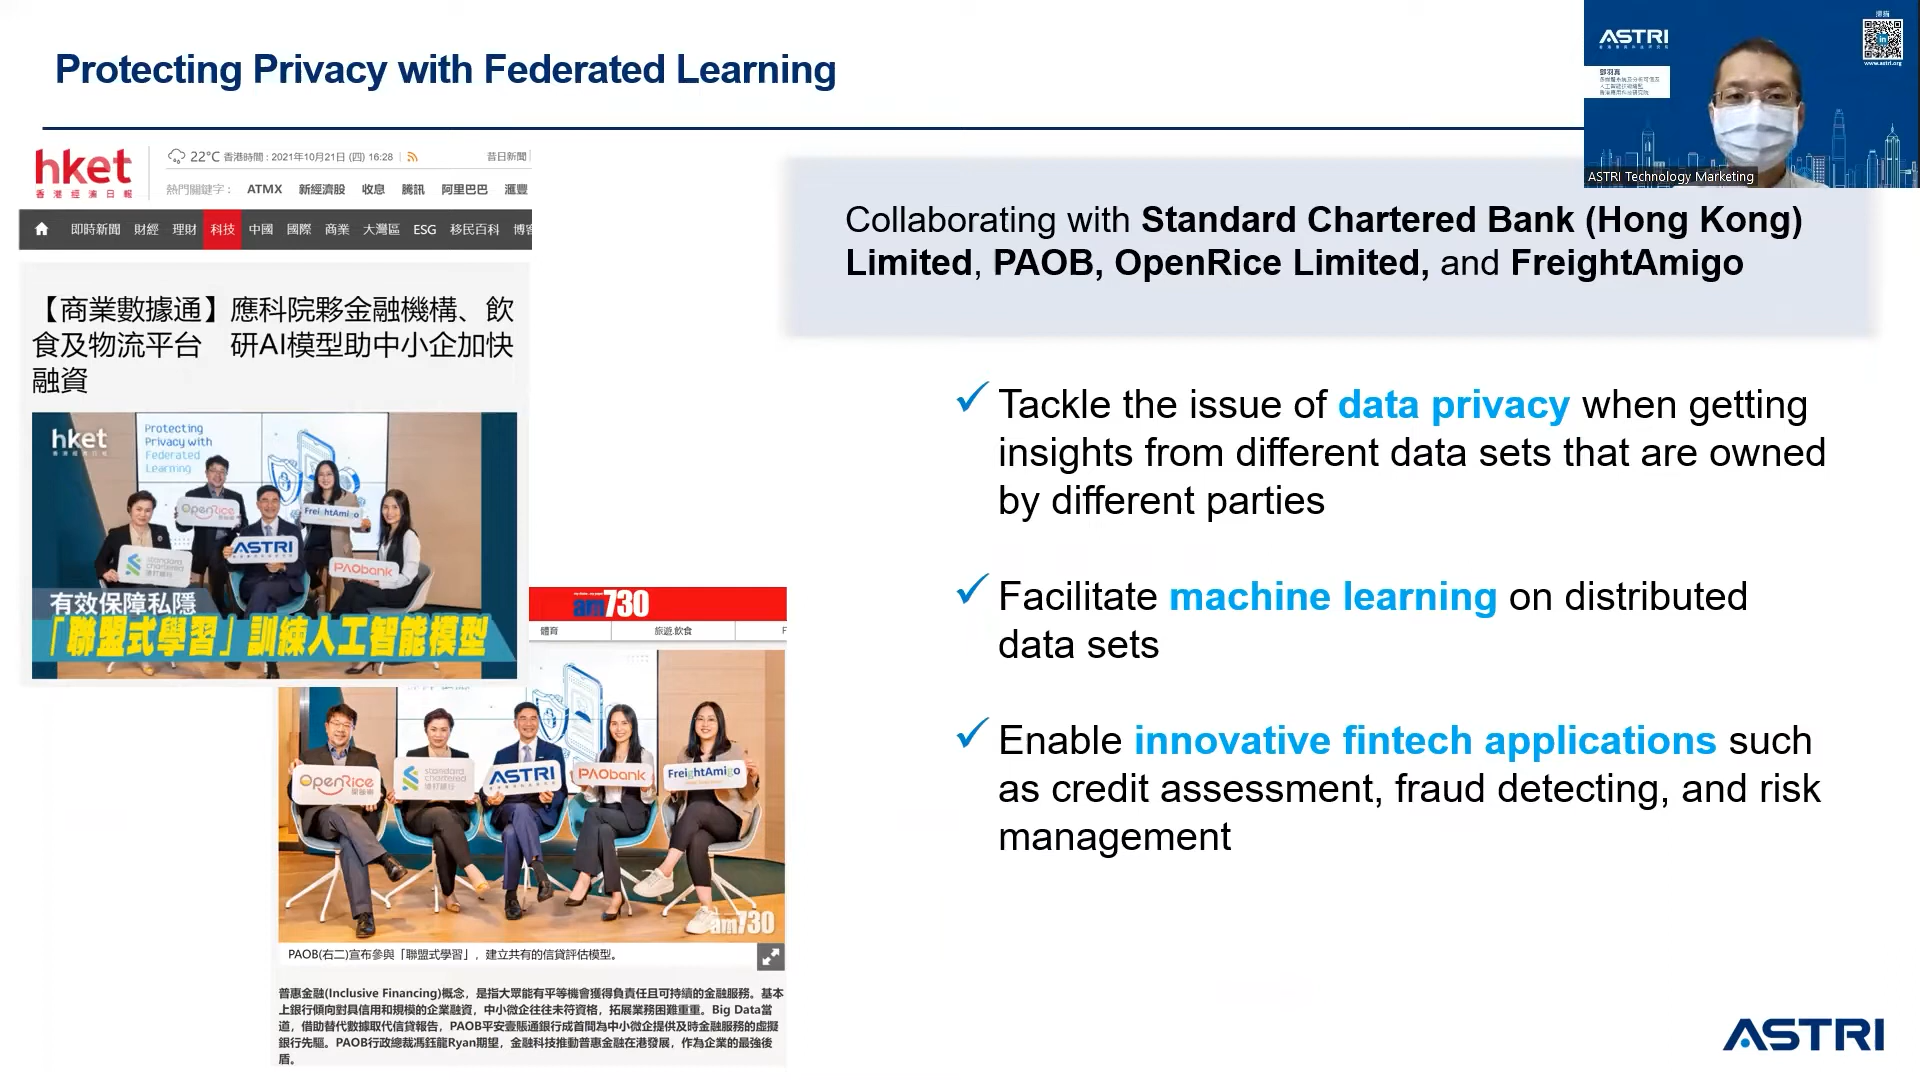 Protecting Privacy with Federated Learning
ASTRI
www.astri.org
ASTRI Technology Marketing
hket
香港經濟日報
22°C 香港時間 : 2021年10月21日 (四) 16:28
昔日新聞
熱門關鍵字 : ATMX 新經濟股 收息 騰訊 阿里巴巴 滙豐
即時新聞 財經 理財 科技 中國 國際 商業 大灣區 ESG 移民百科 博客
【商業數據通】應科院夥金融機構、飲
食及物流平台 研AI模型助中小企加快
融資
hket
香港經濟日報
Protecting
Privacy with
Federated
Learning
OpenRice
FreightAmigo
ASTRI
standard
chartered
渣打銀行
PAObank
有效保障私隱
「聯盟式學習」訓練人工智能模型
am730
體育 旅遊.飲食 F
OpenRice
standard
chartered
渣打銀行
ASTRI
PAObank
FreightAmigo
am730
PAOB(右二)宣布參與「聯盟式學習」, 建立共有的信貸評估模型。
普惠金融(Inclusive Financing)概念，是指大眾能有平等機會獲得負責任且可持續的金融服務。基本
上銀行傾向對具信用和規模的企業融資，中小微企往往未符資格，拓展業務困難重重。Big Data當
道，借助替代數據取代信貸報告，PAOB平安壹賬通銀行成首間為中小微企提供及時金融服務的虛擬
銀行先驅。PAOB行政總裁馮鈺龍Ryan期望，金融科技推動普惠金融在港發展，作為企業的最強後
盾。
Collaborating with Standard Chartered Bank (Hong Kong)
Limited, PAOB, OpenRice Limited, and FreightAmigo
✓ Tackle the issue of data privacy when getting
insights from different data sets that are owned
by different parties
✓ Facilitate machine learning on distributed
data sets
✓ Enable innovative fintech applications such
as credit assessment, fraud detecting, and risk
management
ASTRI